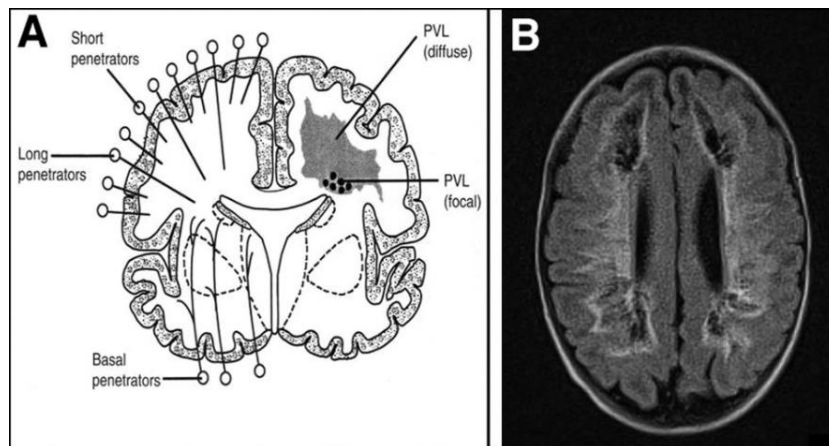 A
Short
penetrators
PVL
(diffuse)
Long
penetrators
PVL
(focal)
Basal
penetrators
B